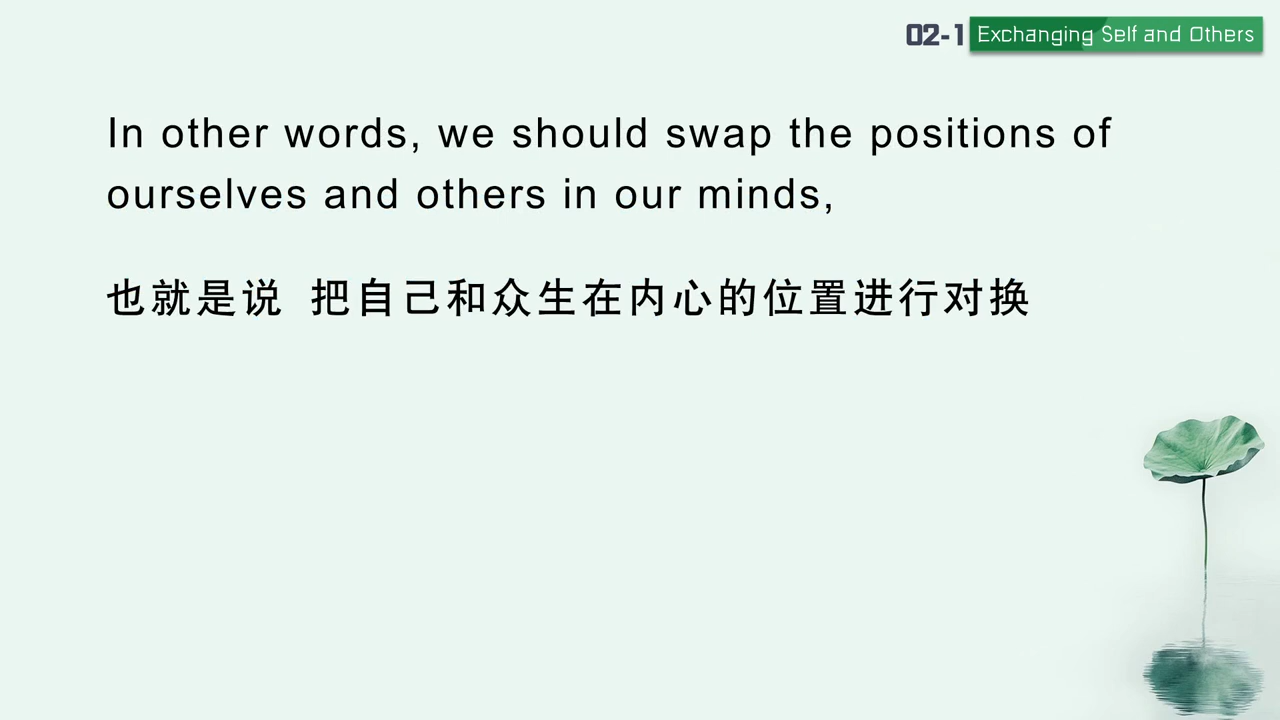 02-1 Exchanging Self and Others
In other words, we should swap the positions of
ourselves and others in our minds,
也就是说 把自己和众生在内心的位置进行对换